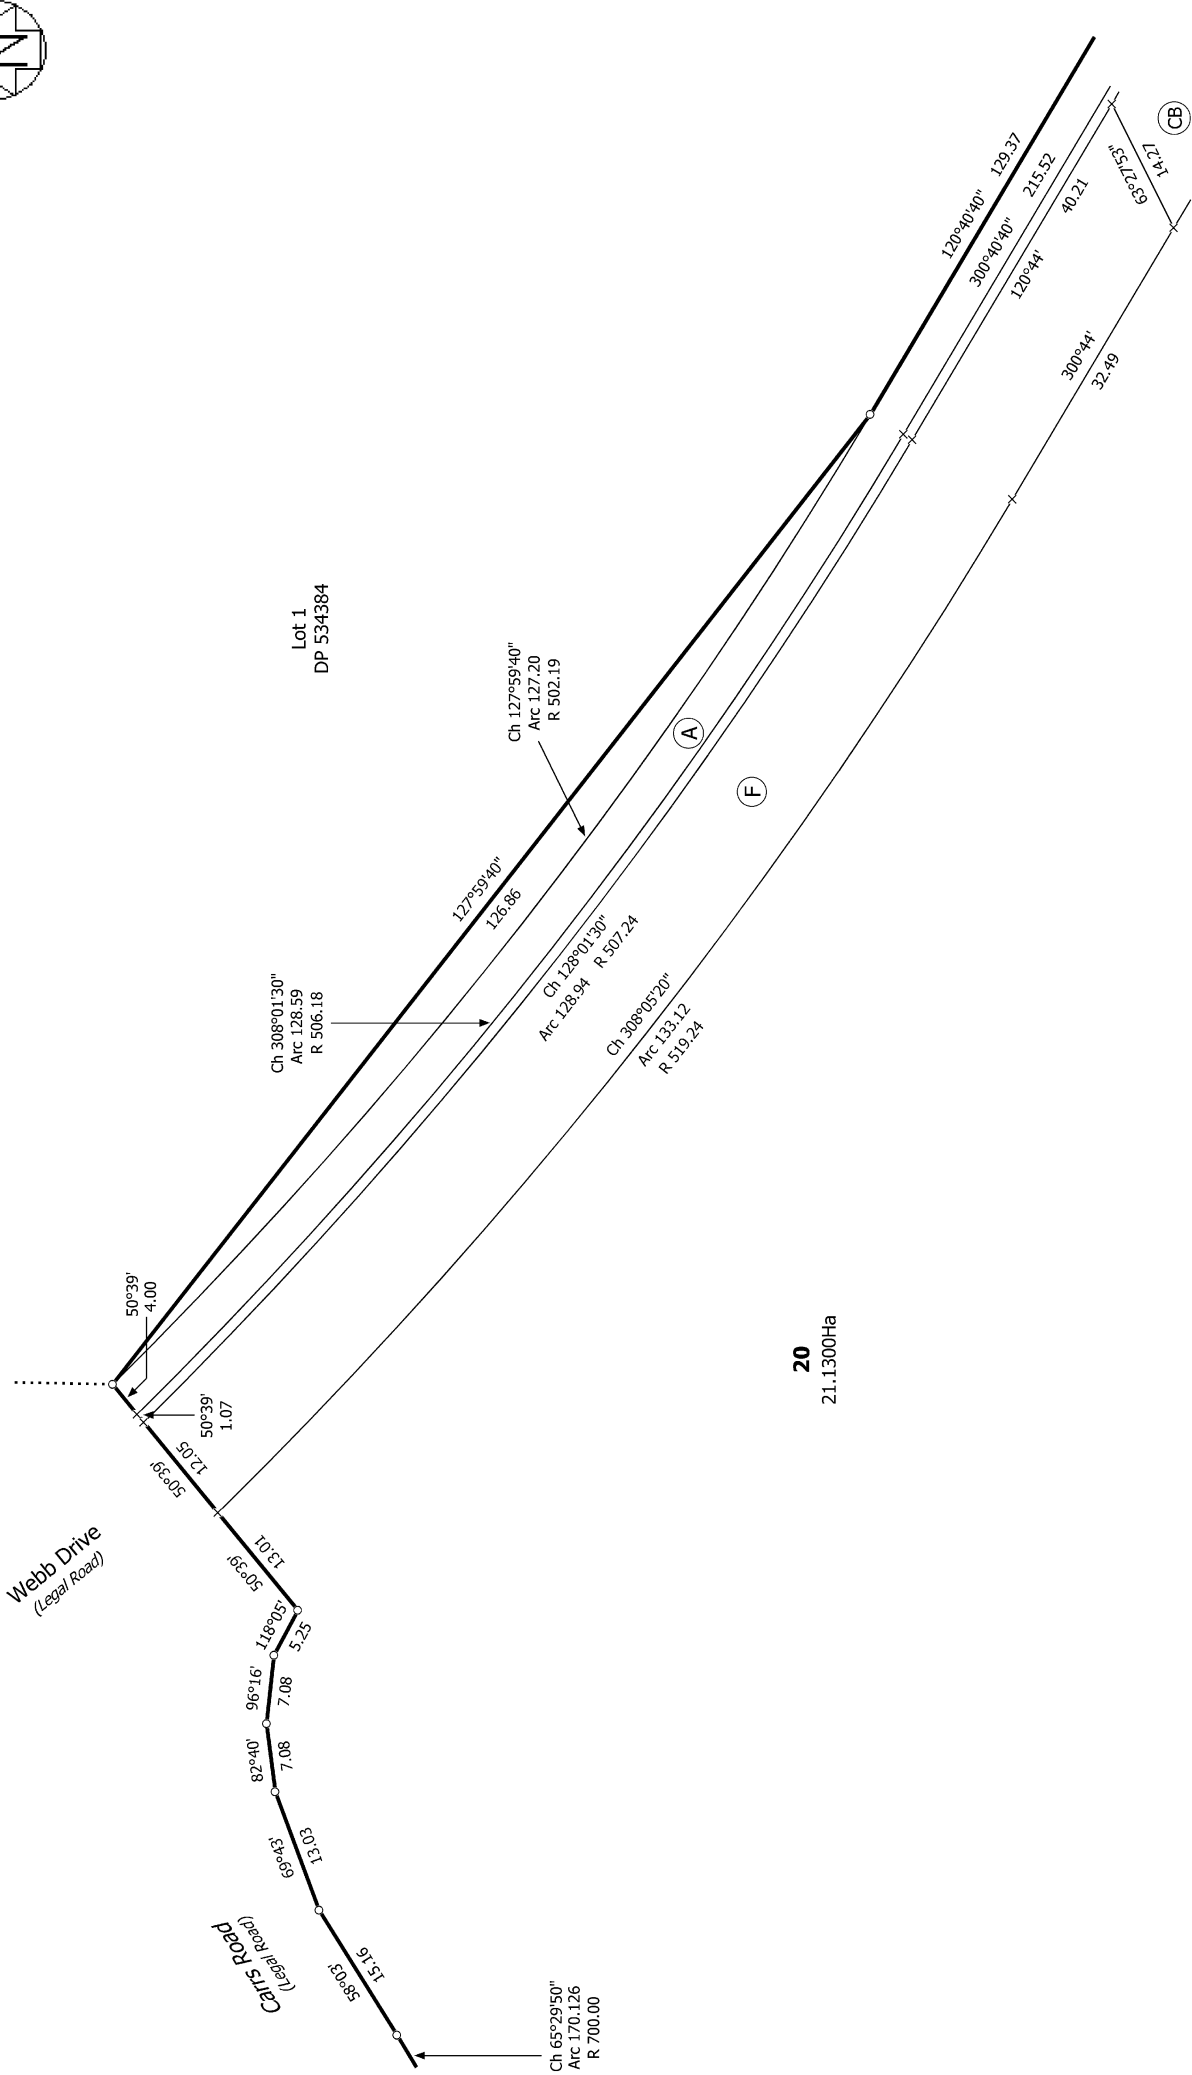 N
Lot 1
DP 534384
120°40'40"
129.37
300°40'40"
215.52
120°44'
40.21
63°27'53"
14.27
CB
300°44'
32.49
Ch 127°59'40"
Arc 127.20
R 502.19
A
F
127°59'40"
126.86
Ch 308°01'30"
Arc 128.59
R 506.18
Ch 128°01'30"
Arc 128.94 R 507.24
Ch 308°05'20"
Arc 133.12
R 519.24
50°39'
4.00
50°39'
1.07
50°39'
12.05
50°39'
13.01
Webb Drive
(Legal Road)
118°05'
5.25
96°16'
7.08
82°40'
7.08
69°43'
13.03
58°03'
15.16
Carrs Road
(Legal Road)
Ch 65°29'50"
Arc 170.126
R 700.00
20
21.1300Ha